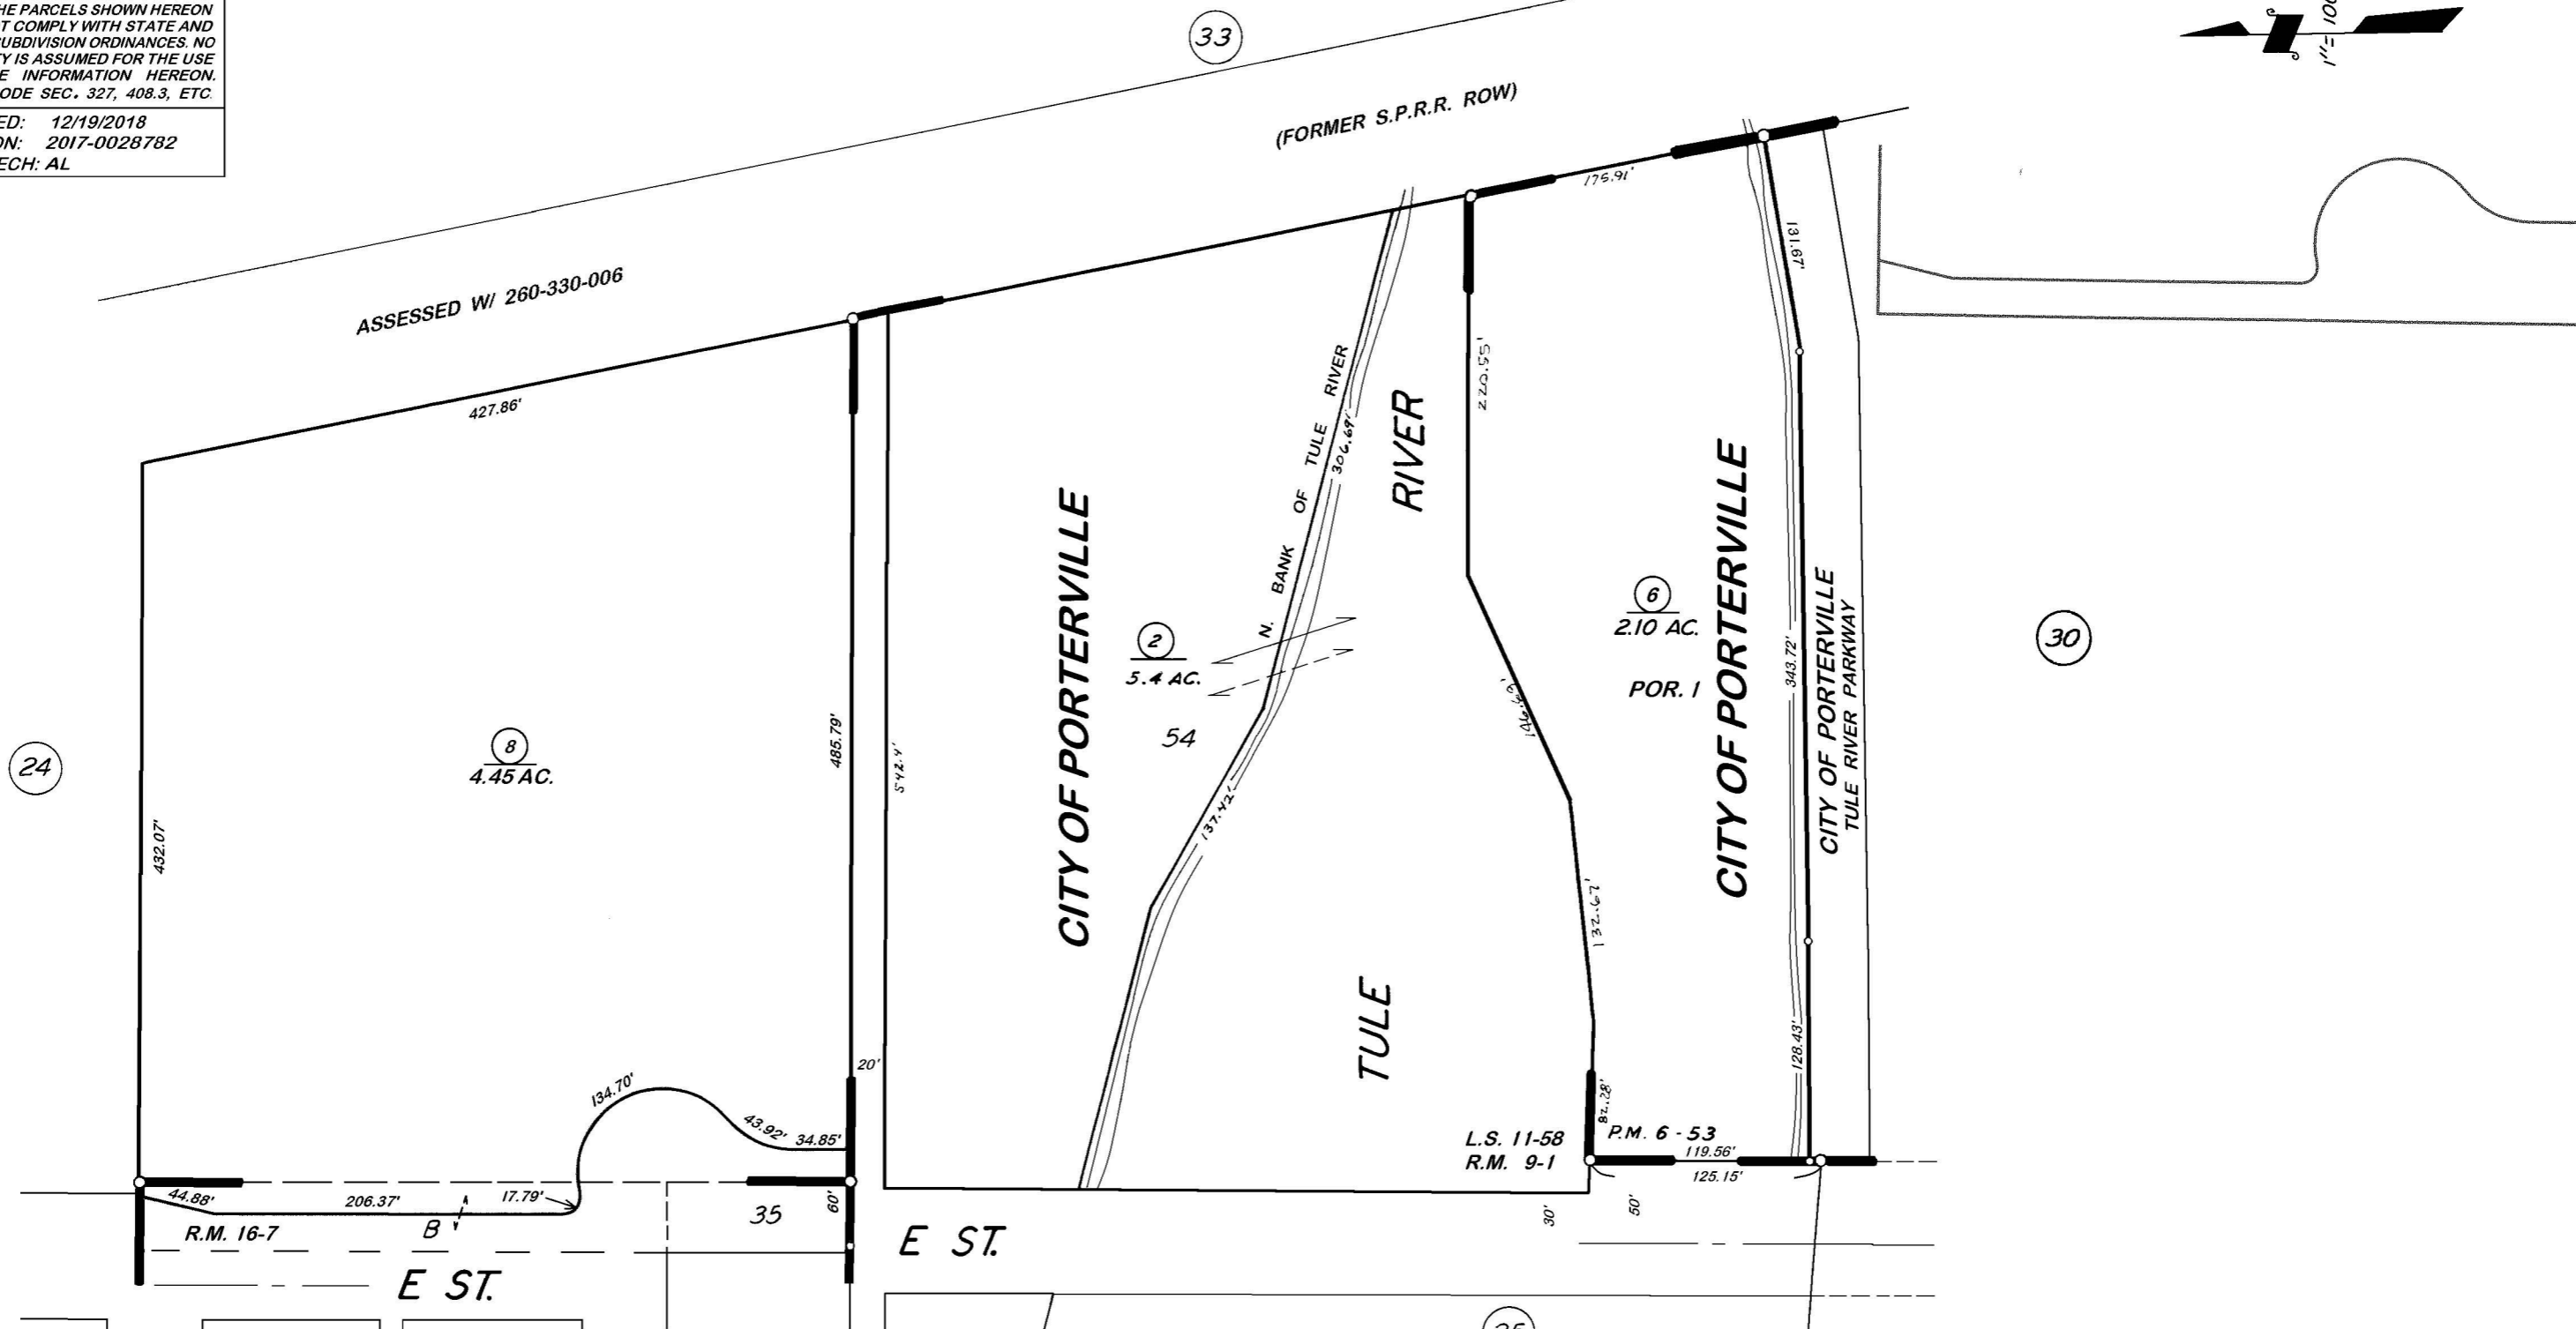 HE PARCELS SHOWN HEREON
T COMPLY WITH STATE AND
UBDIVISION ORDINANCES. NO
Y IS ASSUMED FOR THE USE
E INFORMATION HEREON.
ODE SEC. 327, 408.3, ETC.
ED: 12/19/2018
ON: 2017-0028782
ECH: AL
33
1"=100
(FORMER S.P.R.R. ROW)
ASSESSED W/ 260-330-006
175.91'
131.67'
427.86'
N. BANK OF TULE RIVER
306.69'
RIVER
220.55'
CITY OF PORTERVILLE
2
5.4 AC.
54
6
2.10 AC.
POR. 1
CITY OF PORTERVILLE
343.72'
CITY OF PORTERVILLE
TULE RIVER PARKWAY
30
24
8
4.45 AC.
485.79'
542.4'
432.07'
137.42'
132.67'
TULE
20'
134.70'
43.92'
34.85'
128.43'
82.28'
L.S. 11-58
R.M. 9-1
P.M. 6-53
119.56'
125.15'
44.88'
206.37'
17.79'
R.M. 16-7
B
35
60'
30'
50'
E ST.
E ST.